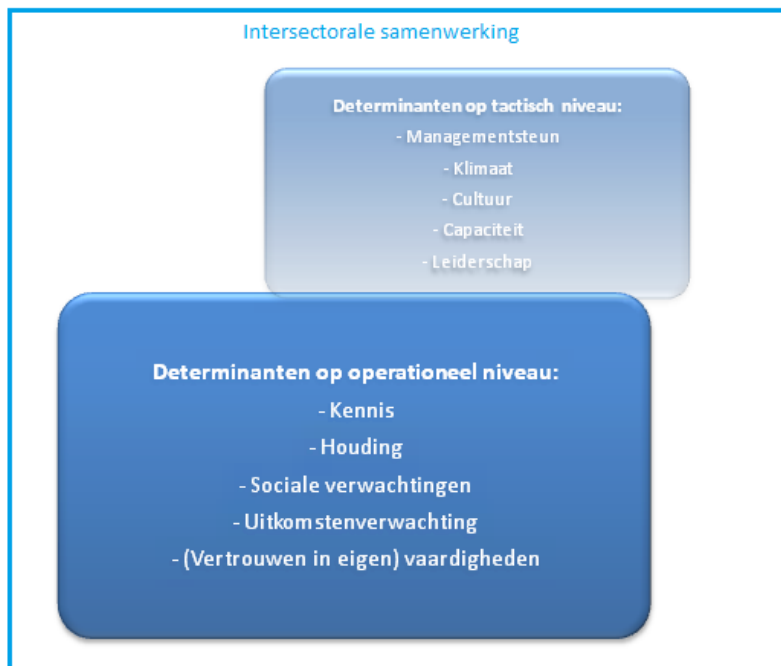 Intersectorale samenwerking
Determinanten op tactisch niveau:
- Managementsteun
- Klimaat
- Cultuur
- Capaciteit
- Leiderschap
Determinanten op operationeel niveau:
- Kennis
- Houding
- Sociale verwachtingen
- Uitkomstenverwachting
- (Vertrouwen in eigen) vaardigheden